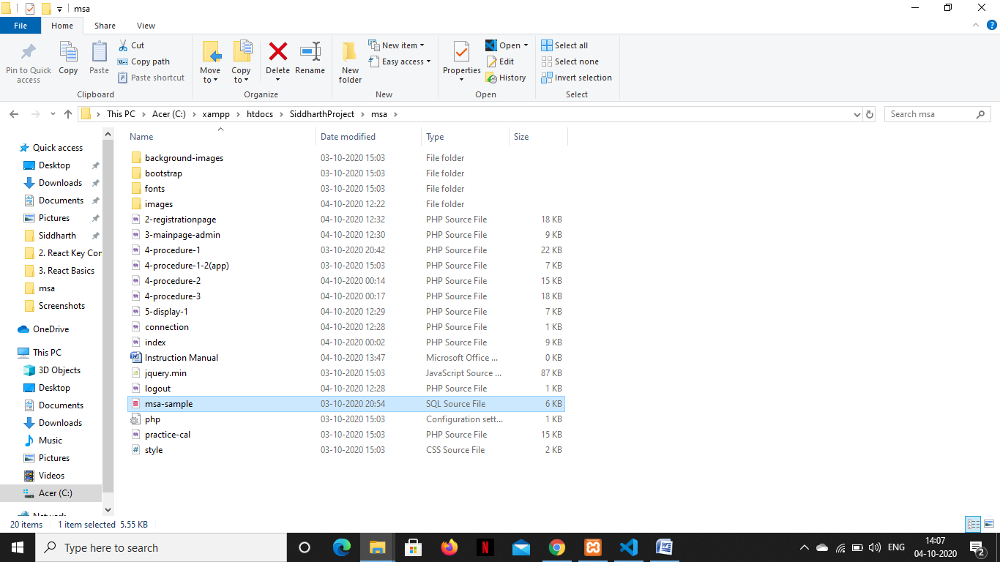 msa
File Home Share View
Pin to Quick access
Copy
Paste
Cut
Copy path
Paste shortcut
Clipboard
Move to
Copy to
Delete
Rename
Organize
New folder
New item
Easy access
New
Properties
Open
Edit
History
Open
Select all
Select none
Invert selection
Select
This PC Acer (C:) xampp htdocs SiddharthProject msa
Search msa
Quick access
Desktop
Downloads
Documents
Pictures
Siddharth
2. React Key Cor
3. React Basics
msa
Screenshots
OneDrive
This PC
3D Objects
Desktop
Documents
Downloads
Music
Pictures
Videos
Acer (C:)
Network
Name Date modified Type Size
background-images 03-10-2020 15:03 File folder
bootstrap 03-10-2020 15:03 File folder
fonts 03-10-2020 15:03 File folder
images 04-10-2020 12:22 File folder
2-registrationpage 04-10-2020 12:32 PHP Source File 18 KB
3-mainpage-admin 04-10-2020 12:30 PHP Source File 9 KB
4-procedure-1 03-10-2020 20:42 PHP Source File 22 KB
4-procedure-1-2(app) 03-10-2020 15:03 PHP Source File 7 KB
4-procedure-2 04-10-2020 00:14 PHP Source File 15 KB
4-procedure-3 04-10-2020 00:17 PHP Source File 18 KB
5-display-1 04-10-2020 12:29 PHP Source File 7 KB
connection 04-10-2020 12:28 PHP Source File 1 KB
index 04-10-2020 00:02 PHP Source File 9 KB
Instruction Manual 04-10-2020 13:47 Microsoft Office ... 0 KB
jquery.min 03-10-2020 15:03 JavaScript Source ... 87 KB
logout 04-10-2020 12:28 PHP Source File 1 KB
msa-sample 03-10-2020 20:54 SQL Source File 6 KB
php 03-10-2020 15:03 Configuration sett... 1 KB
practice-cal 03-10-2020 15:03 PHP Source File 15 KB
style 03-10-2020 15:03 CSS Source File 2 KB
20 items 1 item selected 5.55 KB
Type here to search
ENG
14:07
04-10-2020
2